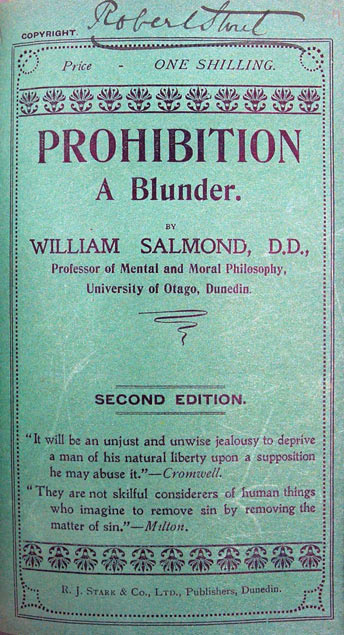 Robert Stout
COPYRIGHT.
Price - ONE SHILLING.
PROHIBITION
A Blunder.
BY
WILLIAM SALMOND, D.D.,
Professor of Mental and Moral Philosophy,
University of Otago, Dunedin.
SECOND EDITION.
"It will be an unjust and unwise jealousy to deprive
a man of his natural liberty upon a supposition
he may abuse it."—Cromwell.
"They are not skilful considerers of human things
who imagine to remove sin by removing the
matter of sin."—Milton.
R. J. STARK & CO., LTD., Publishers, Dunedin.